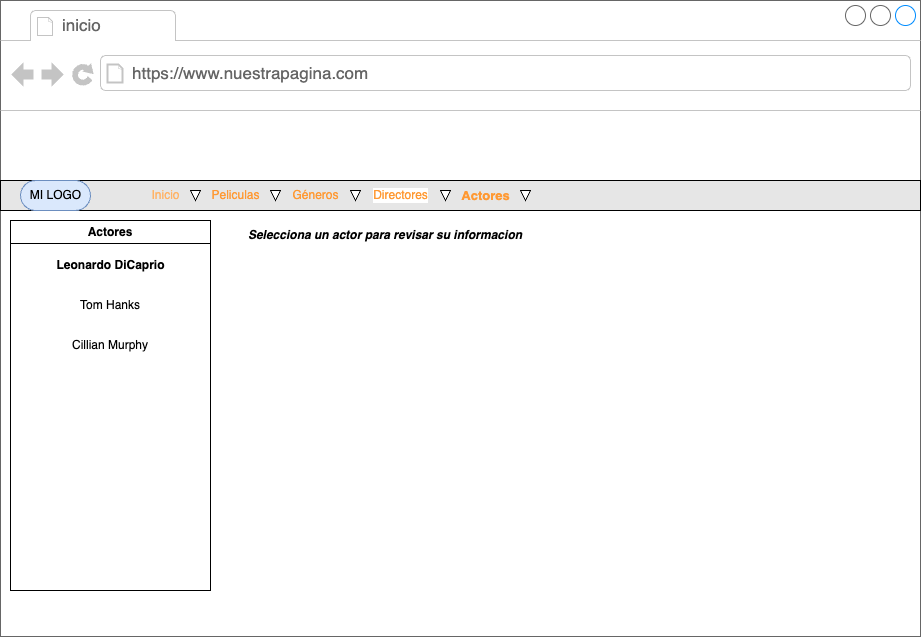 inicio
https://www.nuestrapagina.com
MI LOGO Inicio Peliculas Géneros Directores Actores
Actores
Selecciona un actor para revisar su informacion
Leonardo DiCaprio
Tom Hanks
Cillian Murphy